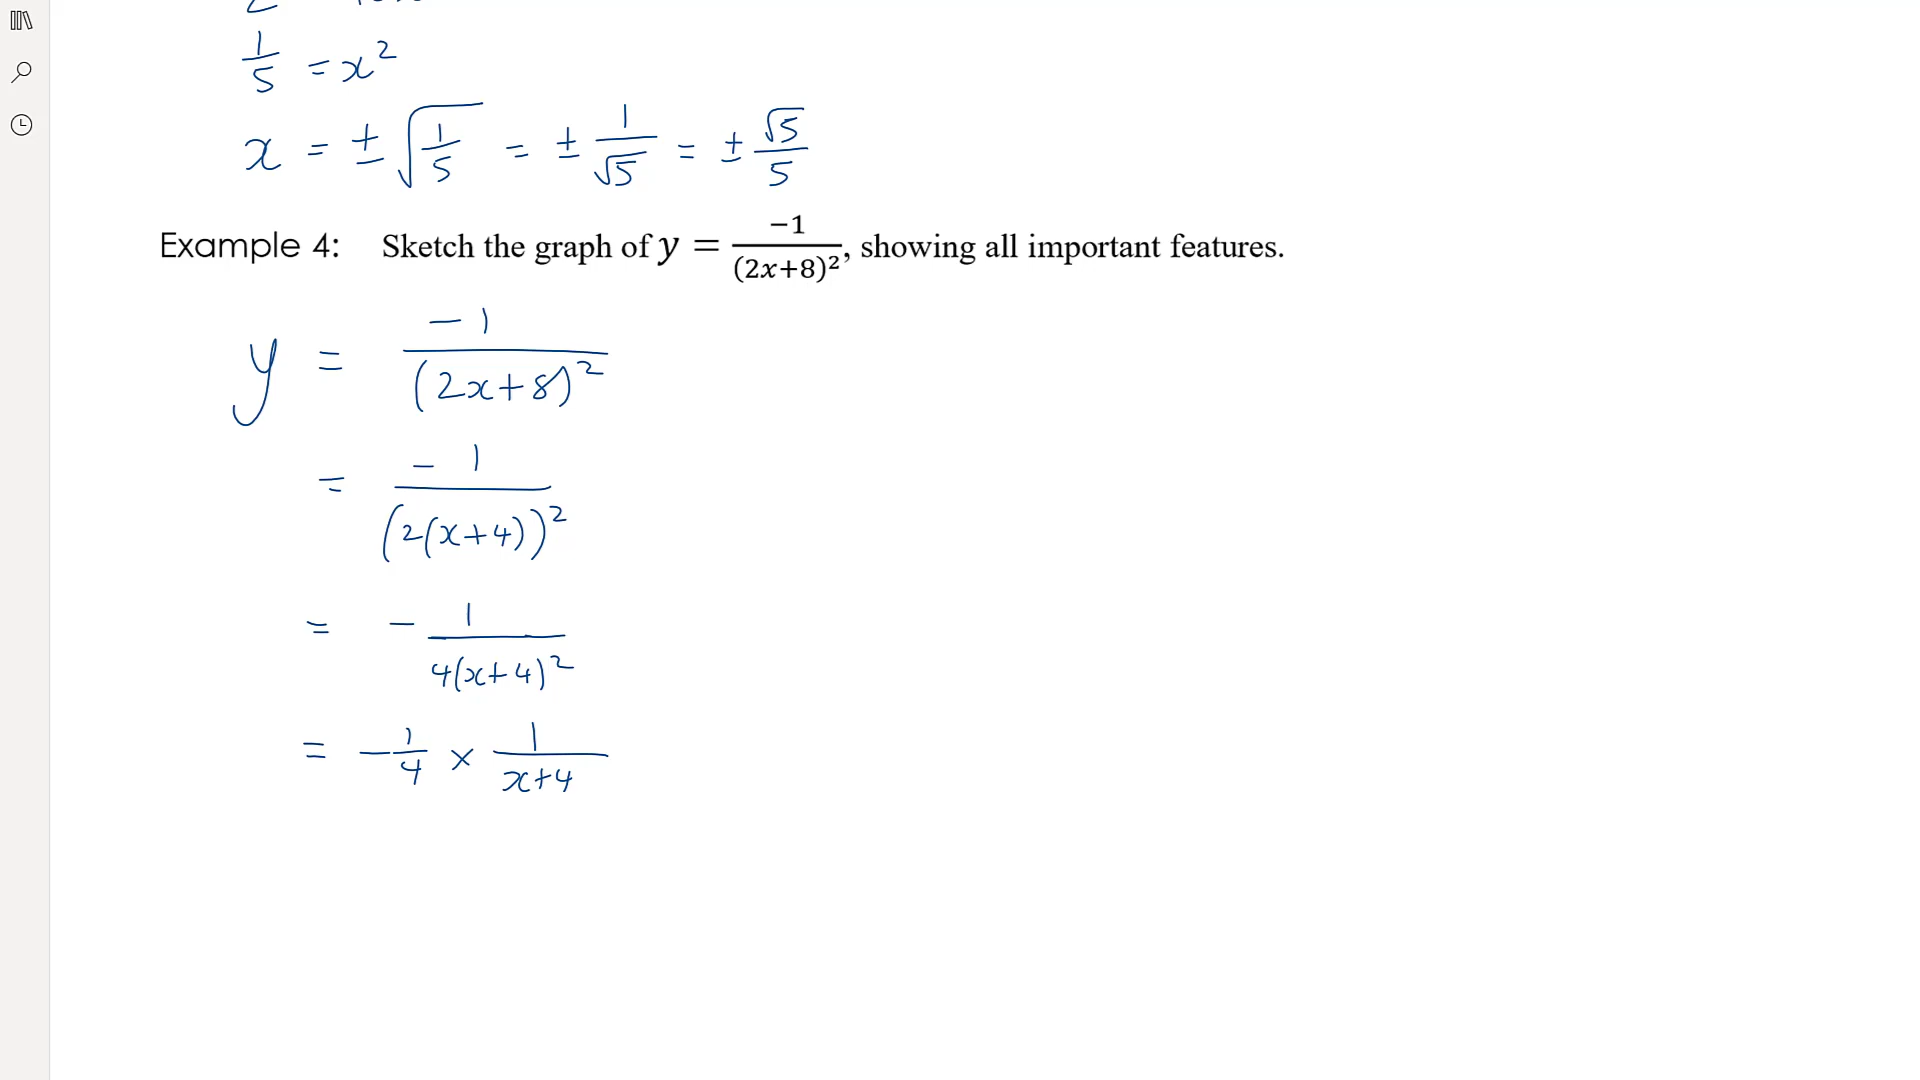 1/5 = x²
x = ± √(1/5) = ± 1/√5 = ± √5/5
Example 4: Sketch the graph of y = −1/(2x+8)², showing all important features.
y = −1/(2x+8)²
= −1/(2(x+4))²
= − 1/4(x+4)²
= −1/4 × 1/x+4